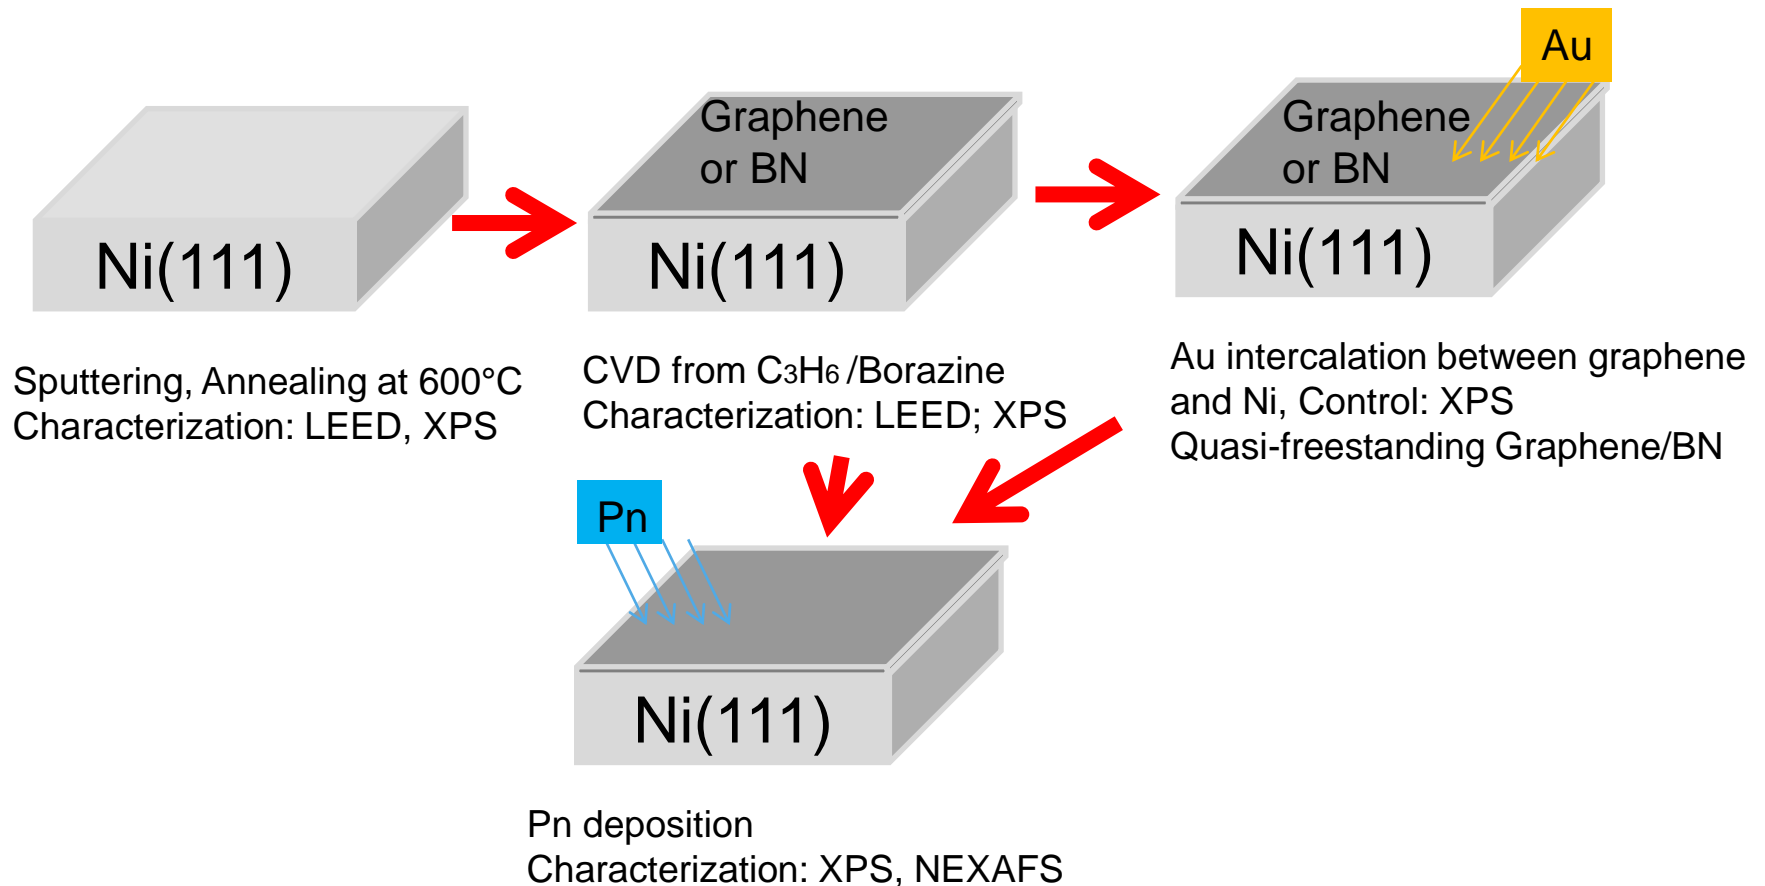 Ni(111)
Sputtering, Annealing at 600°C
Characterization: LEED, XPS
Graphene
or BN
Ni(111)
CVD from C3H6 /Borazine
Characterization: LEED; XPS
Au
Graphene
or BN
Ni(111)
Au intercalation between graphene
and Ni, Control: XPS
Quasi-freestanding Graphene/BN
Pn
Ni(111)
Pn deposition
Characterization: XPS, NEXAFS